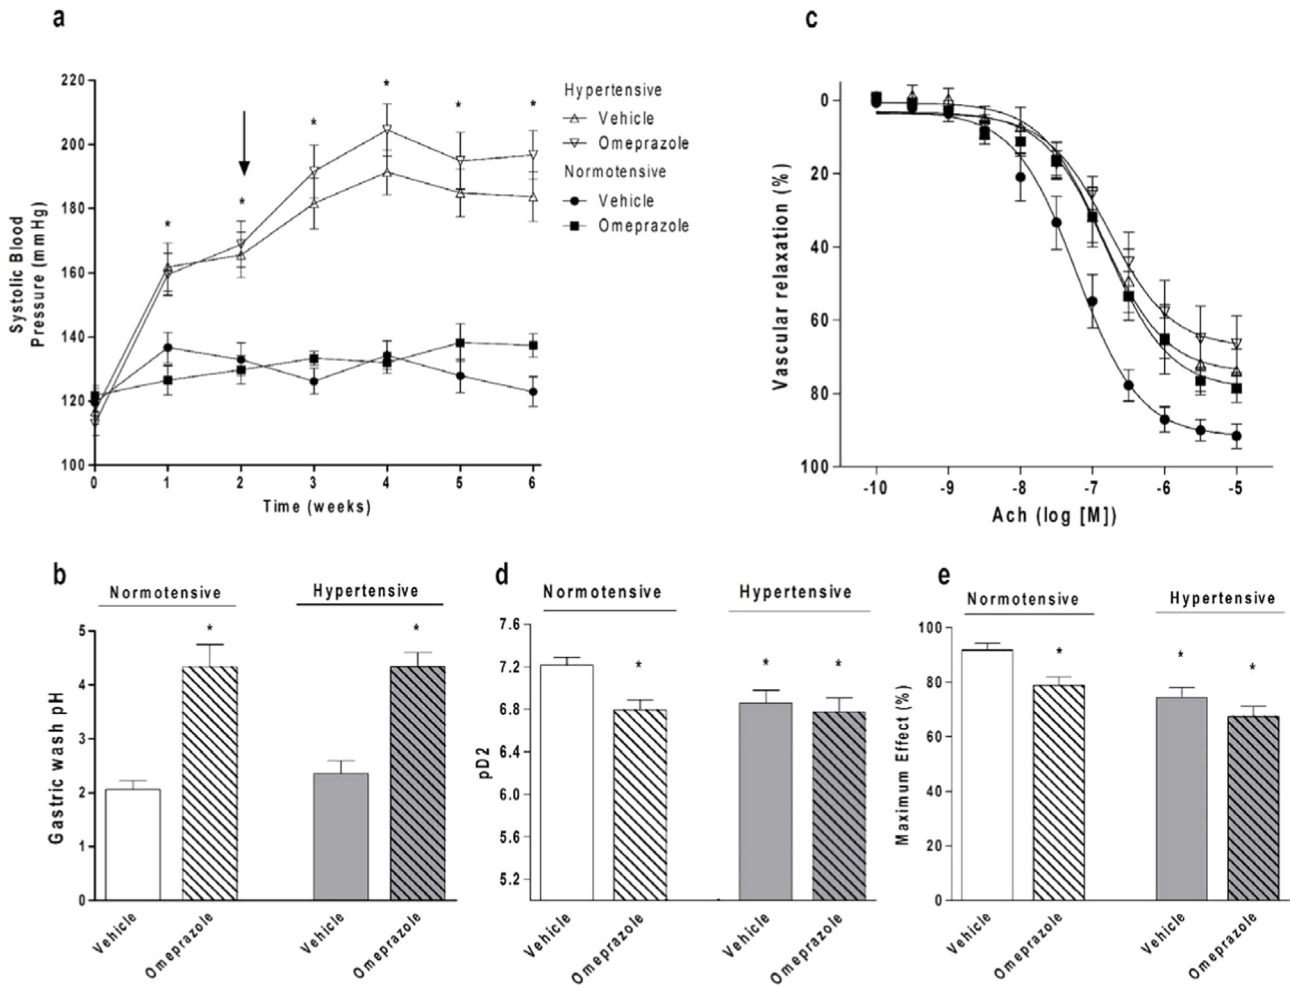 a
Systolic Blood
Pressure (mmHg)
220
200
180
160
140
120
100
0 1 2 3 4 5 6
Time (weeks)
* * * * * *
Hypertensive
Vehicle
Omeprazole
Normotensive
Vehicle
Omeprazole
c
Vascular relaxation (%)
0
20
40
60
80
100
-10 -9 -8 -7 -6 -5
Ach (log [M])
b
Normotensive Hypertensive
Gastric wash pH
5
4
3
2
1
0
* *
Vehicle Omeprazole Vehicle Omeprazole
d
Normotensive Hypertensive
pD2
7.6
7.2
6.8
6.4
6.0
5.6
5.2
* * *
Vehicle Omeprazole Vehicle Omeprazole
e
Normotensive Hypertensive
Maximum Effect (%)
100
80
60
40
20
0
* * *
Vehicle Omeprazole Vehicle Omeprazole